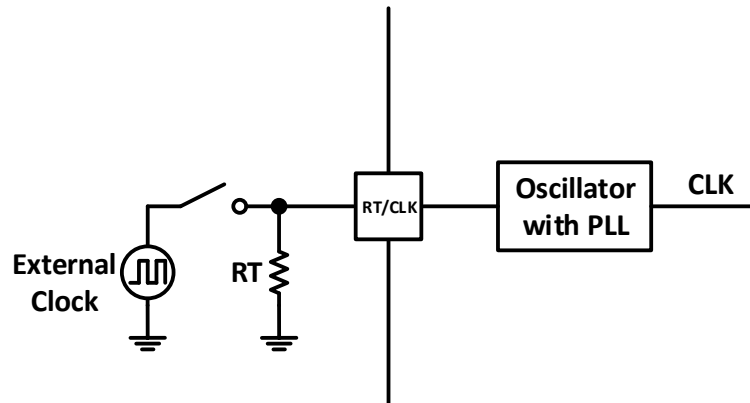 External
Clock
RT
RT/CLK
Oscillator
with PLL
CLK